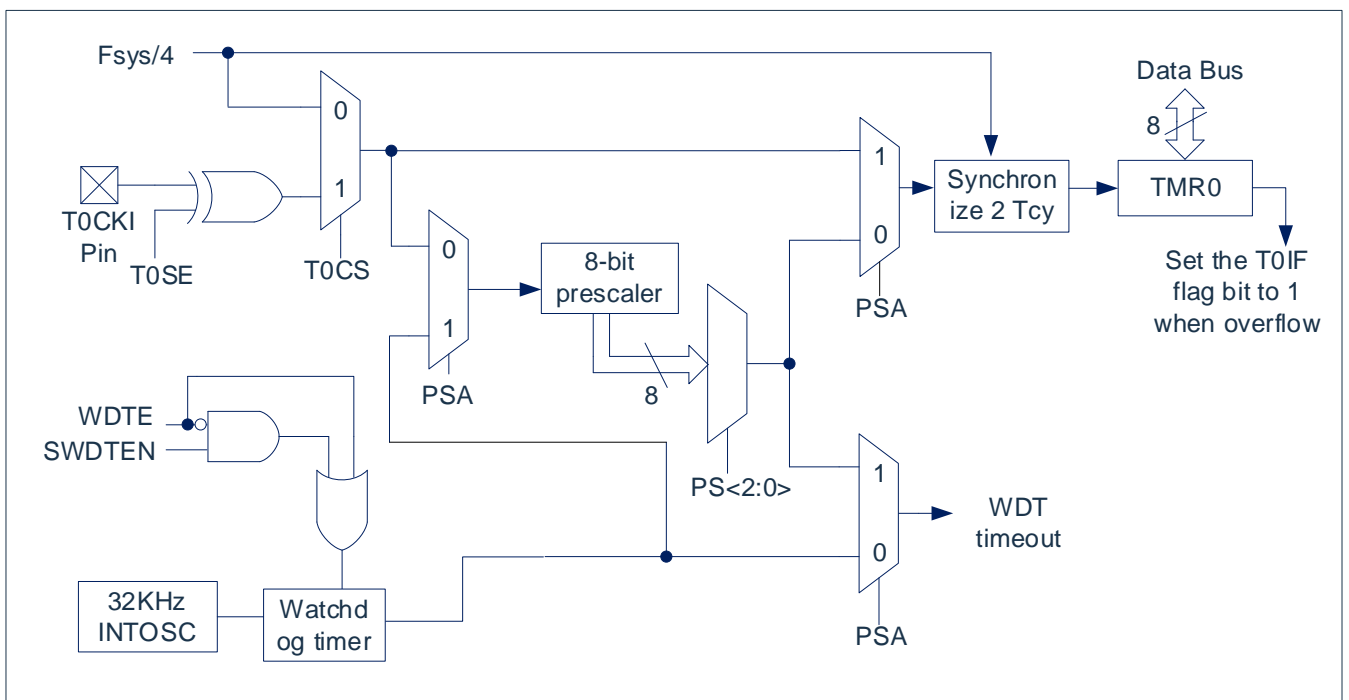 Fsys/4
Data Bus
8
0
1
T0CKI
Pin
T0SE
T0CS
0
1
PSA
8-bit
prescaler
8
PS<2:0>
1
0
PSA
Synchron
ize 2 Tcy
TMR0
Set the T0IF
flag bit to 1
when overflow
WDTE
SWDTEN
32KHz
INTOSC
Watchd
og timer
1
0
PSA
WDT
timeout